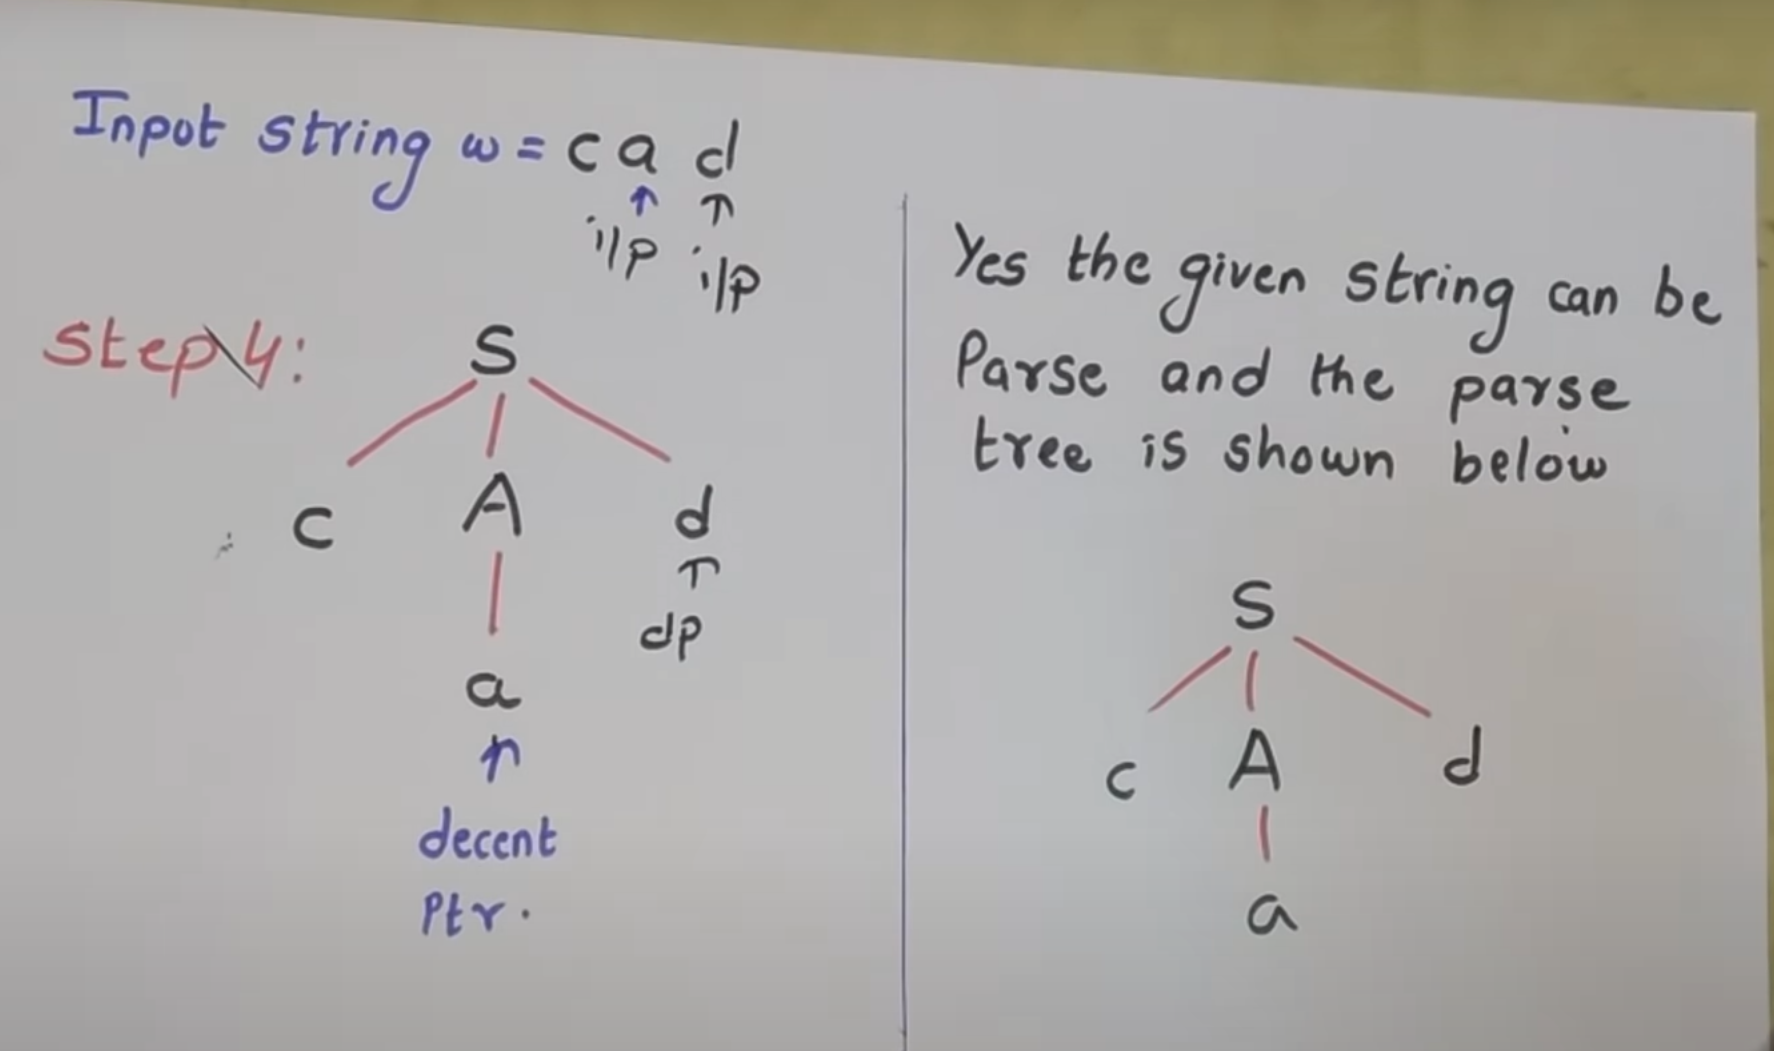 Input string w = c a d
↑ ↑
i/p i/p
Step 4:
S
c A d
↑
dp
a
↑
decent
Ptr.
Yes the given string can be
Parse and the parse
tree is shown below
S
c A d
a